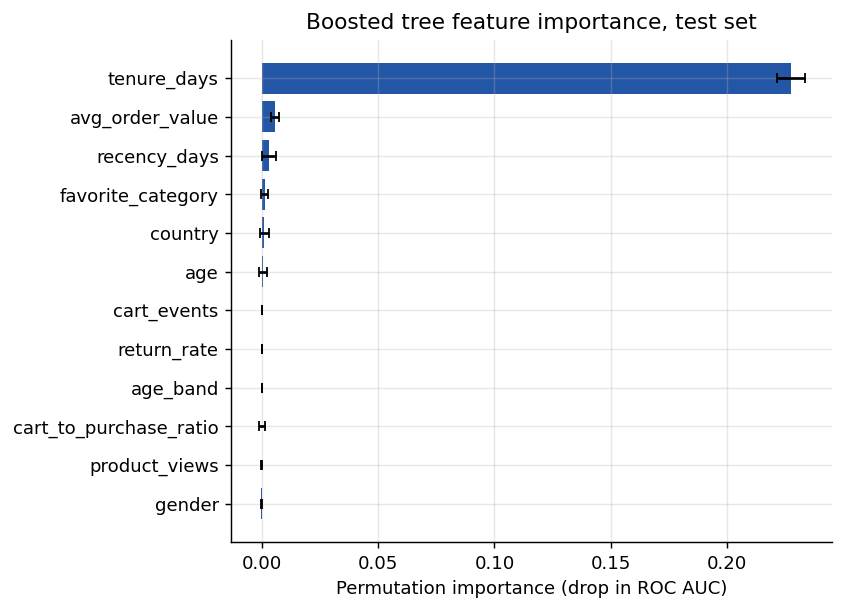 Boosted tree feature importance, test set
tenure_days
avg_order_value
recency_days
favorite_category
country
age
cart_events
return_rate
age_band
cart_to_purchase_ratio
product_views
gender
0.00 0.05 0.10 0.15 0.20
Permutation importance (drop in ROC AUC)